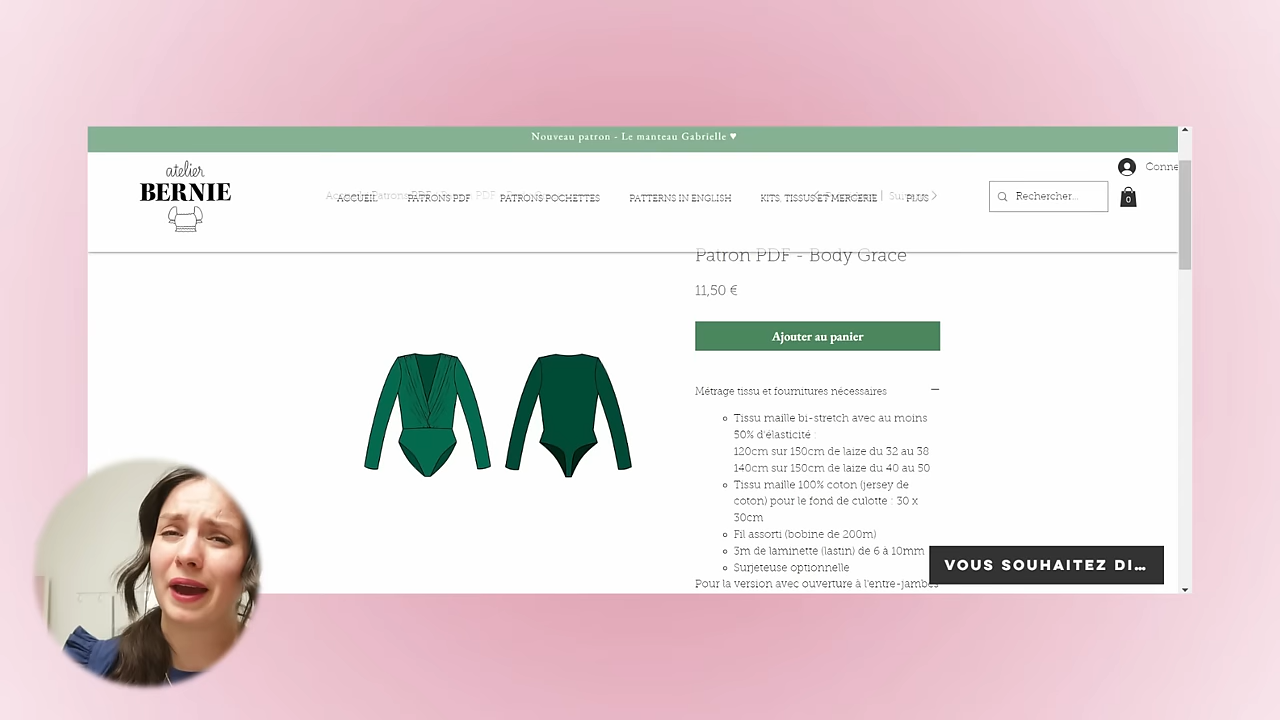 Nouveau patron - Le manteau Gabrielle ♥
atelier
BERNIE
Conne
ACCUEIL PATRONS PDF PATRONS POCHETTES PATTERNS IN ENGLISH KITS, TISSUS ET MERCERIE PLUS
Rechercher...
0
Patron PDF - Body Grace
11,50 €
Ajouter au panier
Métrage tissu et fournitures nécessaires
Tissu maille bi-stretch avec au moins
50% d'élasticité :
120cm sur 150cm de laize du 32 au 38
140cm sur 150cm de laize du 40 au 50
Tissu maille 100% coton (jersey de
coton) pour le fond de culotte : 30 x
30cm
Fil assorti (bobine de 200m)
3m de laminette (lastin) de 6 à 10mm
Surjeteuse optionnelle
Pour la version avec ouverture à l'entre-jambes
VOUS SOUHAITEZ DI...